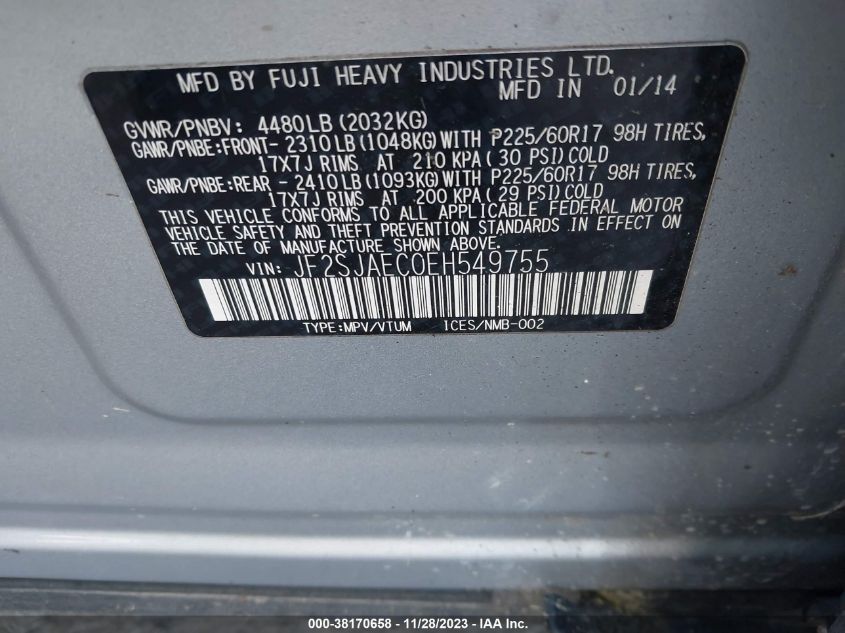 MFD BY FUJI HEAVY INDUSTRIES LTD.
MFD IN 01/14
GVWR/PNBV: 4480LB (2032KG)
GAWR/PNBE:FRONT- 2310 LB (1048KG) WITH P225/60R17 98H TIRES,
17X7J RIMS AT 210 KPA ( 30 PSI) COLD
GAWR/PNBE:REAR - 2410 LB (1093KG) WITH P225/60R17 98H TIRES,
17X7J RIMS AT 200 KPA ( 29 PSI) COLD
THIS VEHICLE CONFORMS TO ALL APPLICABLE FEDERAL MOTOR
VEHICLE SAFETY AND THEFT PREVENTION STANDARDS IN EFFECT ON
THE DATE OF MANUFACTURE SHOWN ABOVE.
VIN: JF2SJAEC0EH549755
TYPE:MPV/VTUM ICES/NMB-002
000-38170658 - 11/28/2023 - Copyright © IAA, Inc.